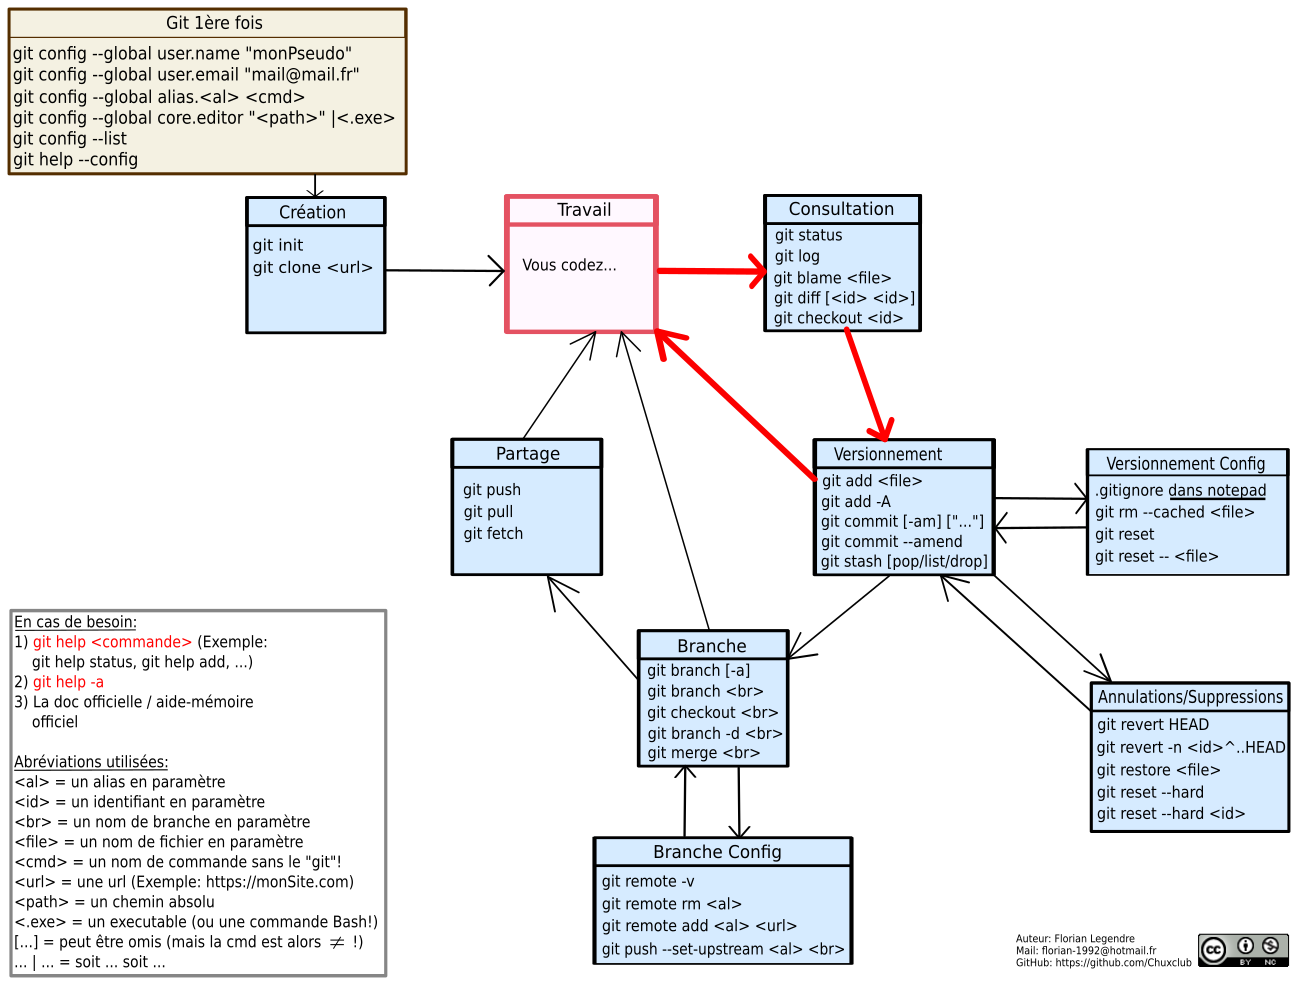 Git 1ère fois
git config --global user.name "monPseudo"
git config --global user.email "mail@mail.fr"
git config --global alias.<al> <cmd>
git config --global core.editor "<path>" |<.exe>
git config --list
git help --config
Création
git init
git clone <url>
Travail
Vous codez...
Consultation
git status
git log
git blame <file>
git diff [<id> <id>]
git checkout <id>
Partage
git push
git pull
git fetch
Versionnement
git add <file>
git add -A
git commit [-am] ["..."]
git commit --amend
git stash [pop/list/drop]
Versionnement Config
.gitignore dans notepad
git rm --cached <file>
git reset
git reset -- <file>
Branche
git branch [-a]
git branch <br>
git checkout <br>
git branch -d <br>
git merge <br>
Annulations/Suppressions
git revert HEAD
git revert -n <id>^..HEAD
git restore <file>
git reset --hard
git reset --hard <id>
Branche Config
git remote -v
git remote rm <al>
git remote add <al> <url>
git push --set-upstream <al> <br>
En cas de besoin:
1) git help <commande> (Exemple:
git help status, git help add, ...)
2) git help -a
3) La doc officielle / aide-mémoire
officiel
Abréviations utilisées:
<al> = un alias en paramètre
<id> = un identifiant en paramètre
<br> = un nom de branche en paramètre
<file> = un nom de fichier en paramètre
<cmd> = un nom de commande sans le "git"!
<url> = une url (Exemple: https://monSite.com)
<path> = un chemin absolu
<.exe> = un executable (ou une commande Bash!)
[...] = peut être omis (mais la cmd est alors ≠ !)
... | ... = soit ... soit ...
Auteur: Florian Legendre
Mail: florian-1992@hotmail.fr
GitHub: https://github.com/Chuxclub
cc
BY NC